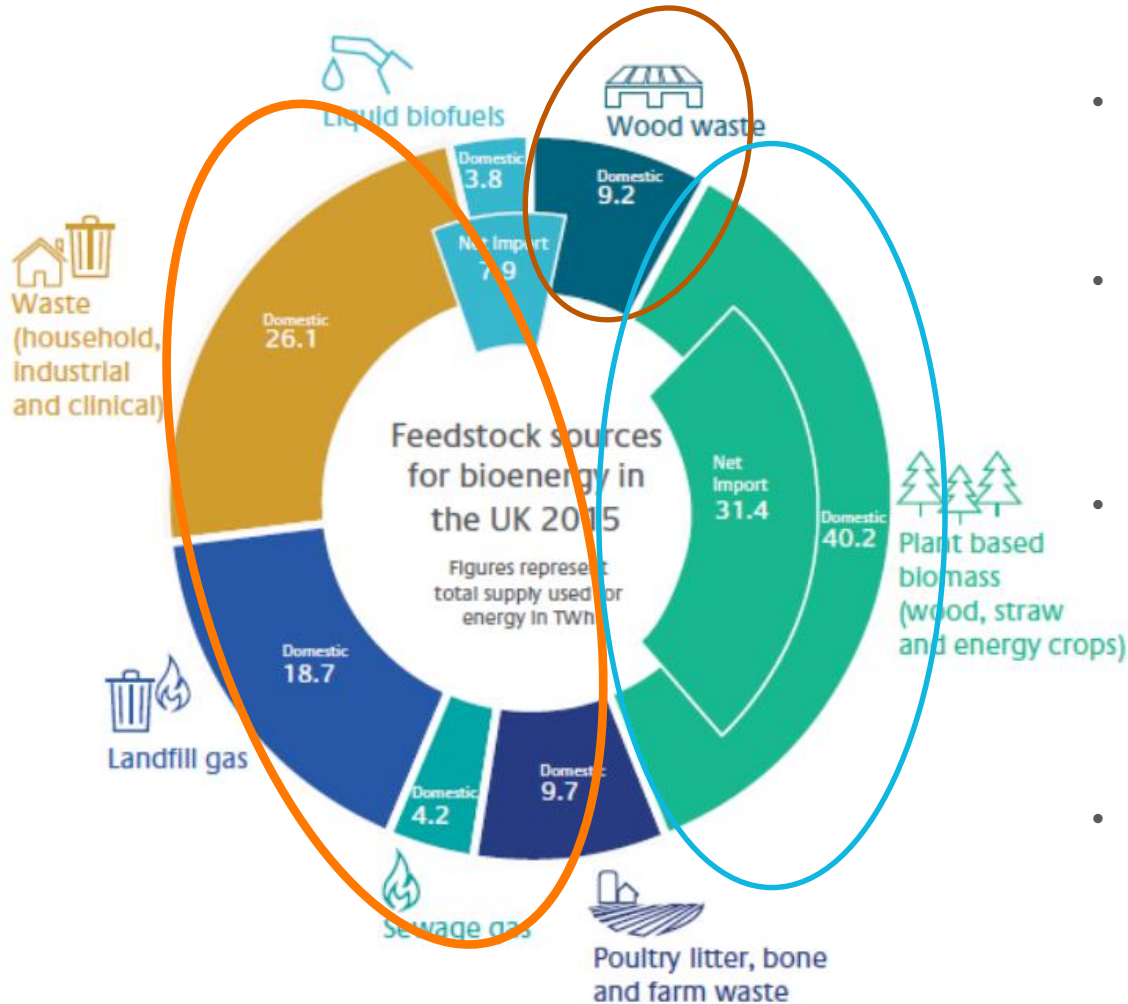 Liquid biofuels
Domestic
3.8
Net Import
7.9
Wood waste
Domestic
9.2
Waste
(household,
industrial
and clinical)
Domestic
26.1
Feedstock sources
for bioenergy in
the UK 2015
Figures represent
total supply used for
energy in TWh
Net
Import
31.4
Domestic
40.2
Plant based
biomass
(wood, straw
and energy crops)
Domestic
18.7
Landfill gas
Domestic
4.2
Sewage gas
Domestic
9.7
Poultry litter, bone
and farm waste